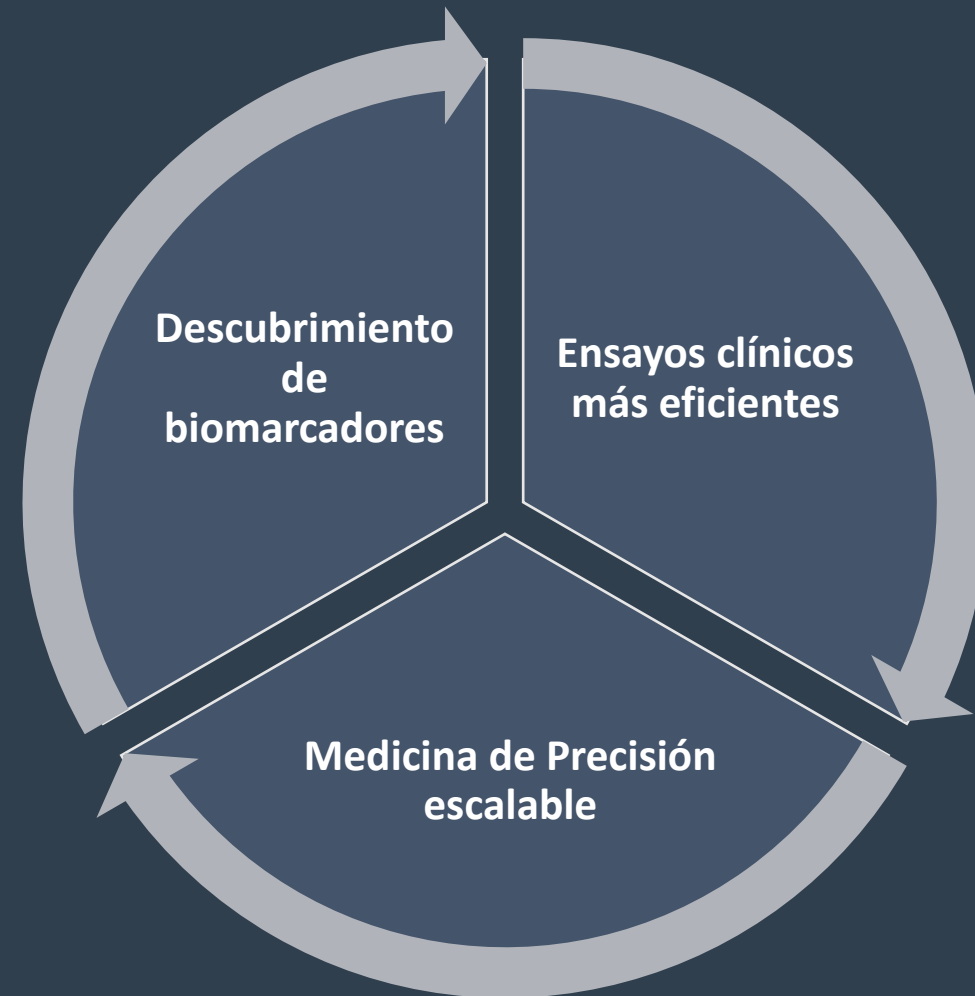 Descubrimiento
de
biomarcadores
Ensayos clínicos
más eficientes
Medicina de Precisión
escalable